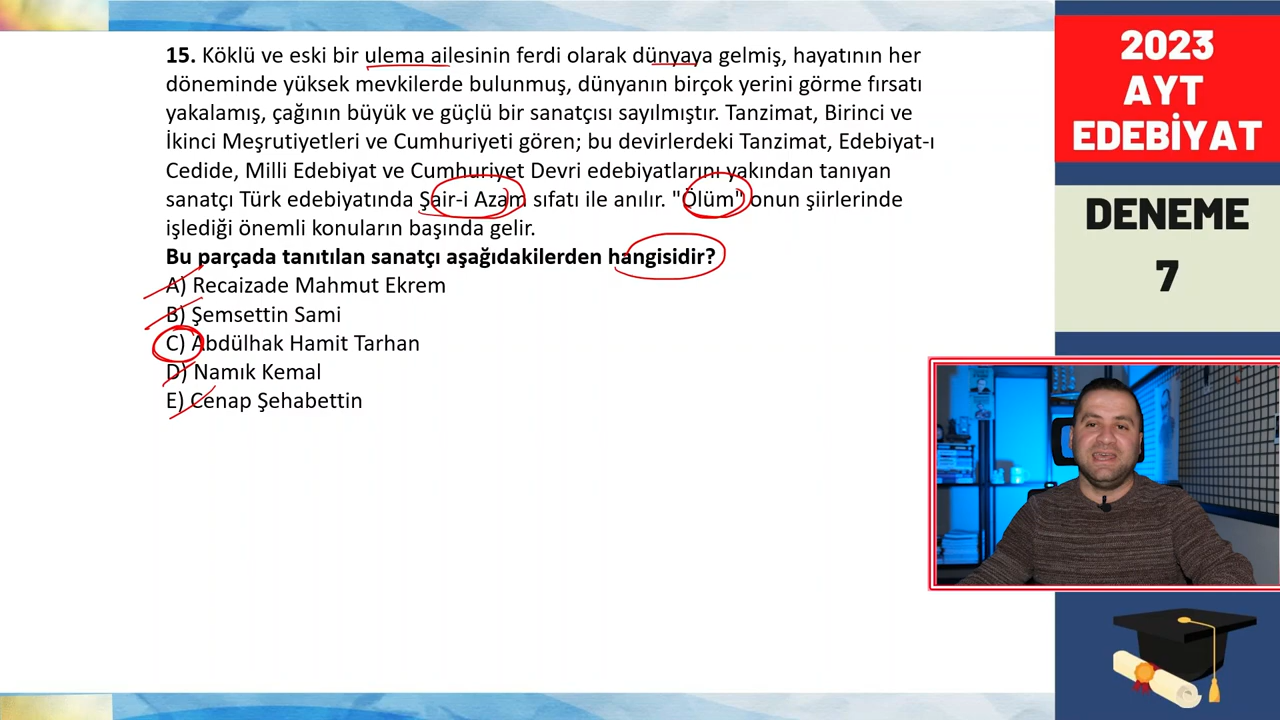 15. Köklü ve eski bir ulema ailesinin ferdi olarak dünyaya gelmiş, hayatının her
döneminde yüksek mevkilerde bulunmuş, dünyanın birçok yerini görme fırsatı
yakalamış, çağının büyük ve güçlü bir sanatçısı sayılmıştır. Tanzimat, Birinci ve
İkinci Meşrutiyetleri ve Cumhuriyeti gören; bu devirlerdeki Tanzimat, Edebiyat-ı
Cedide, Milli Edebiyat ve Cumhuriyet Devri edebiyatlarını yakından tanıyan
sanatçı Türk edebiyatında Şair-i Azam sıfatı ile anılır. "Ölüm" onun şiirlerinde
işlediği önemli konuların başında gelir.
Bu parçada tanıtılan sanatçı aşağıdakilerden hangisidir?
A) Recaizade Mahmut Ekrem
B) Şemsettin Sami
C) Abdülhak Hamit Tarhan
D) Namık Kemal
E) Cenap Şehabettin
2023
AYT
EDEBİYAT
DENEME
7